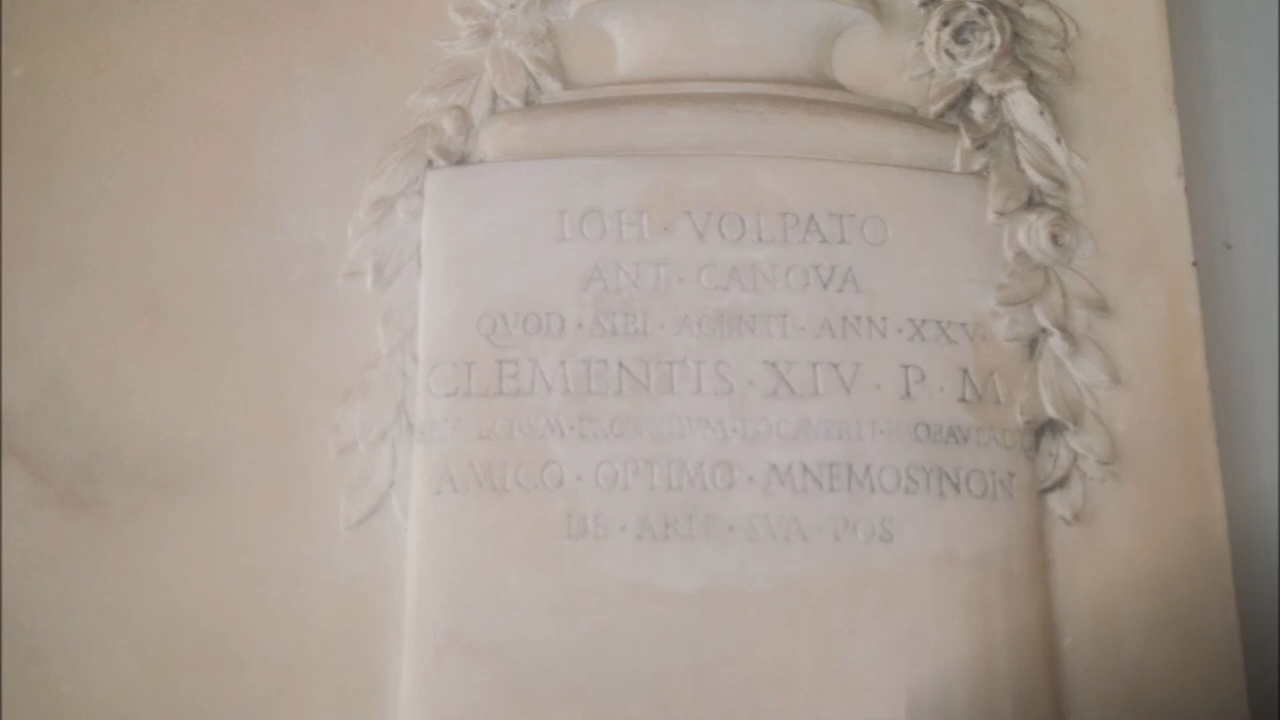 IOH · VOLPATO
ANT · CANOVA
QVOD · SIBI · AGENTI · ANN · XXV ·
CLEMENTIS · XIV · P · M
AMICO · OPTIMO · MNEMOSYNON
DE · ARTE · SVA · POS